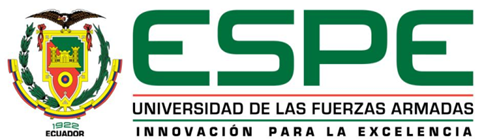 1922
ECUADOR
ESPE
UNIVERSIDAD DE LAS FUERZAS ARMADAS
INNOVACIÓN PARA LA EXCELENCIA